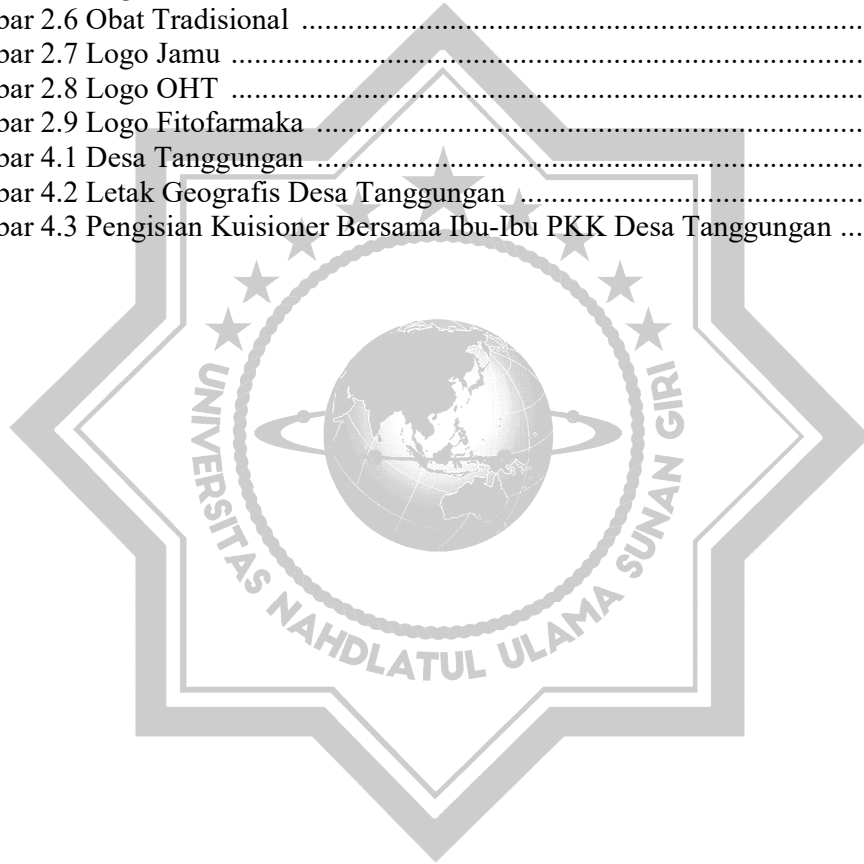 bar 2.6 Obat Tradisional ........................................................................
bar 2.7 Logo Jamu .................................................................................
bar 2.8 Logo OHT .................................................................................
bar 2.9 Logo Fitofarmaka ......................................................................
bar 4.1 Desa Tanggungan ......................................................................
bar 4.2 Letak Geografis Desa Tanggungan ............................................
bar 4.3 Pengisian Kuisioner Bersama Ibu-Ibu PKK Desa Tanggungan ...
UNIVERSITAS NAHDLATUL ULAMA SUNAN GIRI